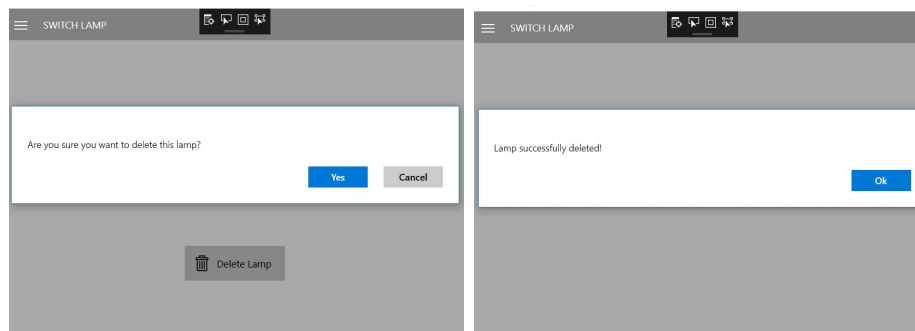 SWITCH LAMP
Are you sure you want to delete this lamp?
Yes Cancel
Delete Lamp
SWITCH LAMP
Lamp successfully deleted!
Ok